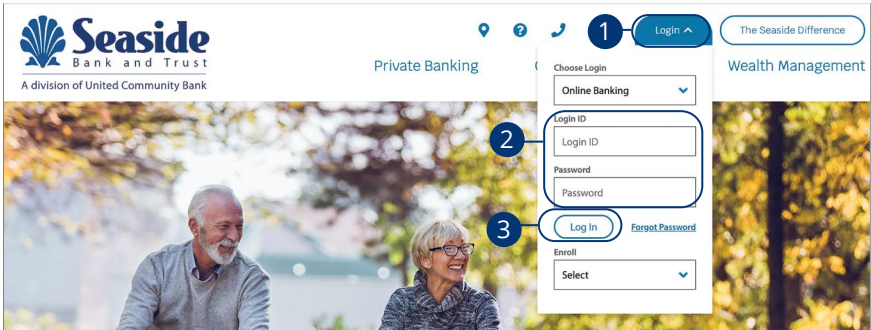 Seaside
Bank and Trust
A division of United Community Bank
1
Login
The Seaside Difference
Private Banking
Wealth Management
Choose Login
Online Banking
2
Login ID
Login ID
Password
Password
3
Log In
Forgot Password
Enroll
Select